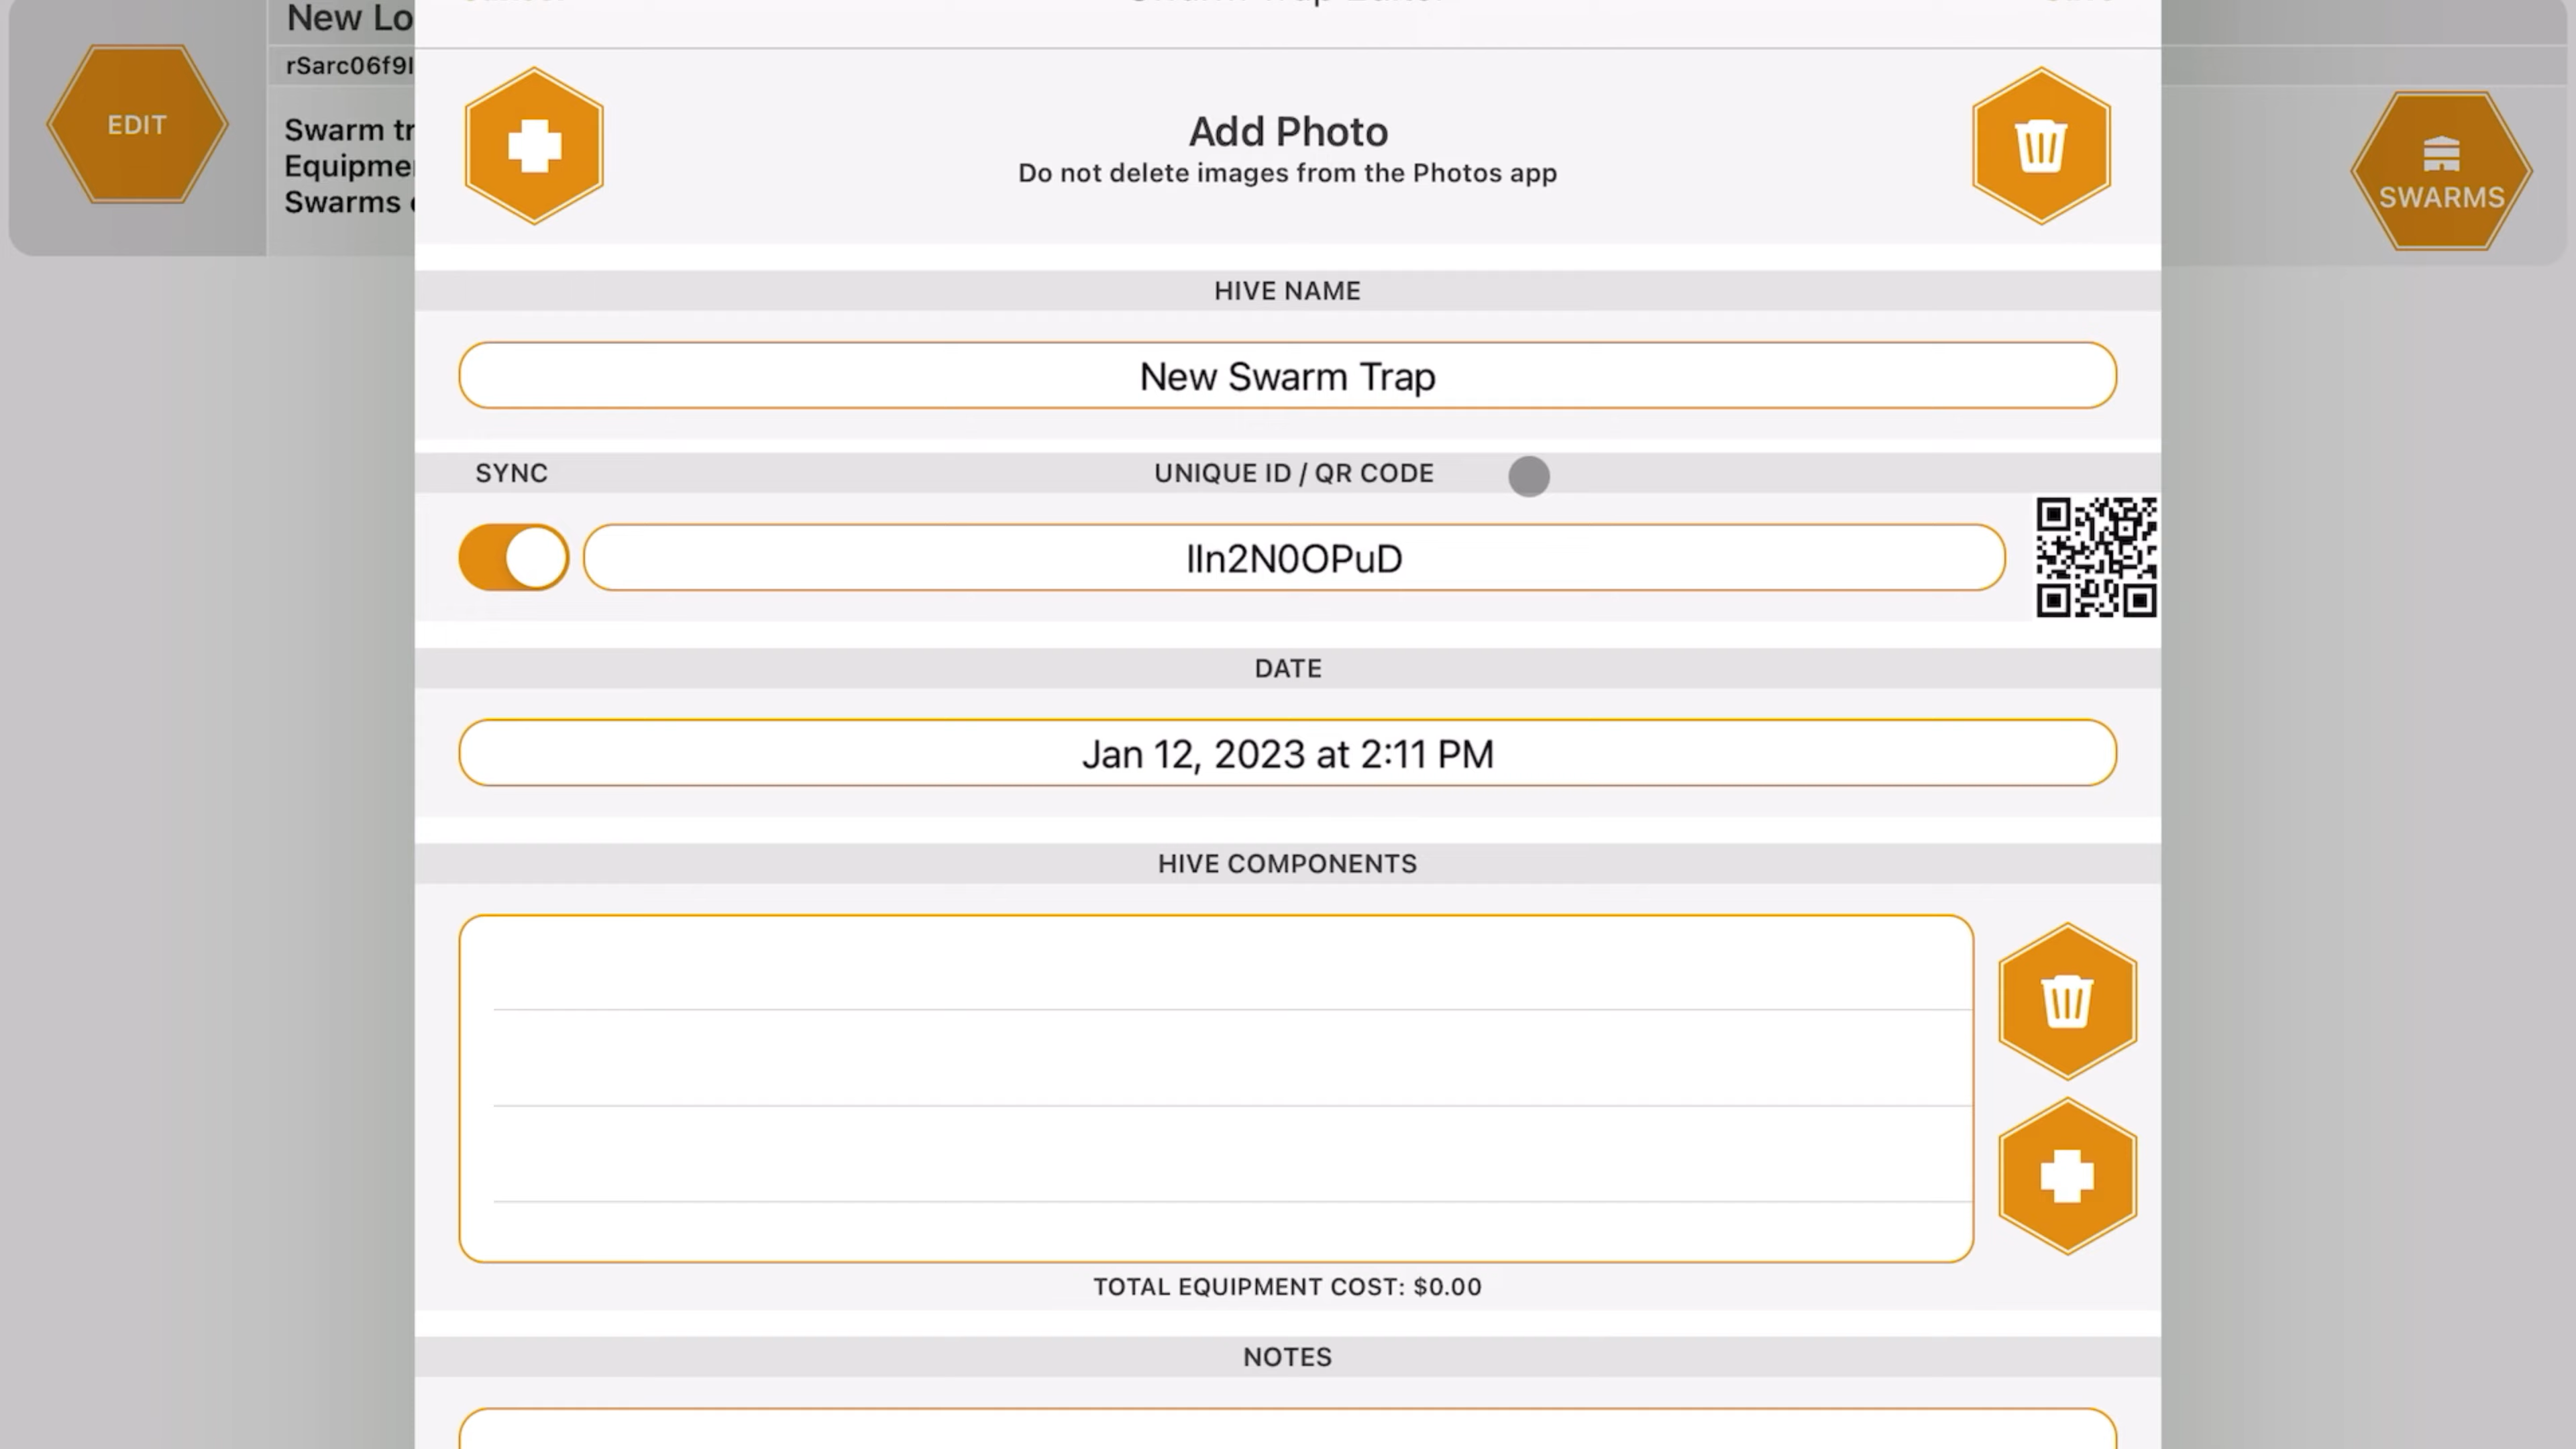 New Lo
rSarc06f9l
EDIT
Swarm tr
Equipme
Swarms
Add Photo
Do not delete images from the Photos app
SWARMS
HIVE NAME
New Swarm Trap
SYNC
UNIQUE ID / QR CODE
lIn2N0OPuD
DATE
Jan 12, 2023 at 2:11 PM
HIVE COMPONENTS
TOTAL EQUIPMENT COST: $0.00
NOTES